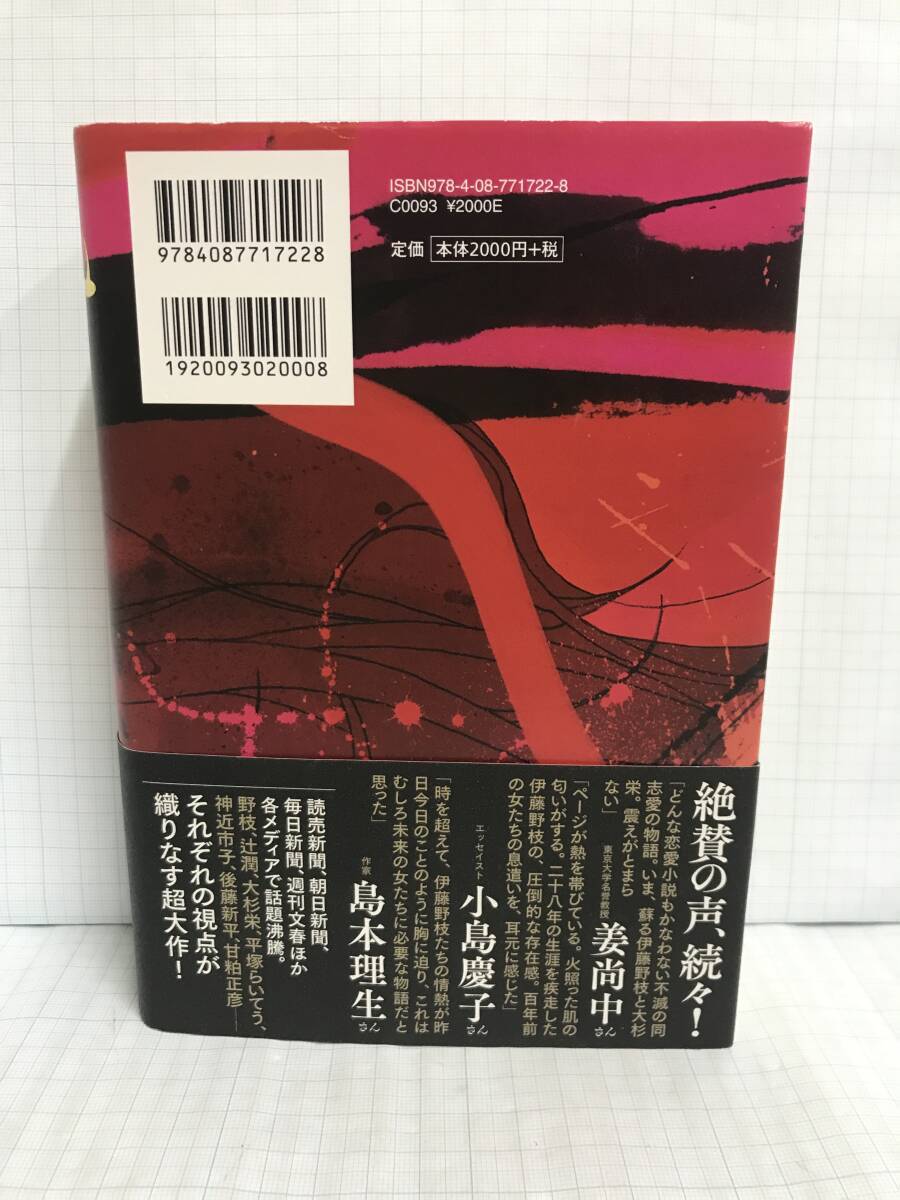 9784087717228
1920093020008
ISBN978-4-08-771722-8
C0093 ¥2000E
定価 本体2000円+税
絶賛の声、続々！
「どんな恋愛小説もかなわない不滅の同
志愛の物語。いま、蘇る伊藤野枝と大杉
栄。震えがとまら
ない」
東京大学名誉教授
姜尚中さん
「ページが熱を帯びている。火照った肌の
匂いがする。二十八年の生涯を疾走した
伊藤野枝の、圧倒的な存在感。百年前
の女たちの息遣いを、耳元に感じた」
エッセイスト
小島慶子さん
「時を超えて、伊藤野枝たちの情熱が昨
日今日のことのように胸に迫り、これは
むしろ未来の女たちに必要な物語だと
思った」
作家
島本理生さん
読売新聞、朝日新聞、
毎日新聞、週刊文春ほか
各メディアで話題沸騰。
野枝、辻潤、大杉栄、平塚らいてう、
神近市子、後藤新平、甘粕正彦──
それぞれの視点が
織りなす超大作！